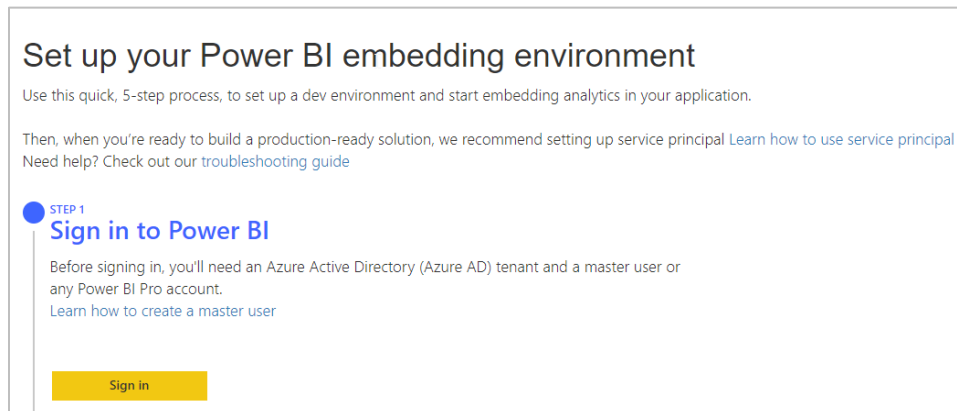 Set up your Power BI embedding environment
Use this quick, 5-step process, to set up a dev environment and start embedding analytics in your application.
Then, when you're ready to build a production-ready solution, we recommend setting up service principal Learn how to use service principal
Need help? Check out our troubleshooting guide
STEP 1
Sign in to Power BI
Before signing in, you'll need an Azure Active Directory (Azure AD) tenant and a master user or
any Power BI Pro account.
Learn how to create a master user
Sign in